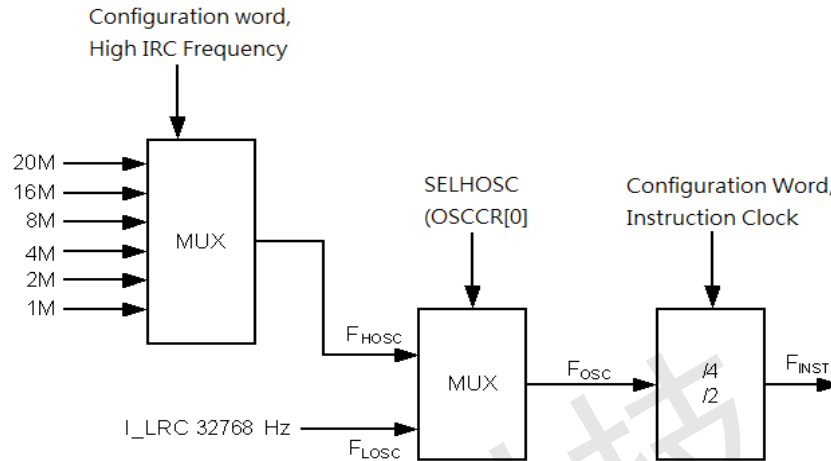 Configuration word,
High IRC Frequency
20M
16M
8M
4M
2M
1M
MUX
SELHOSC
(OSCCR[0]
Configuration Word,
Instruction Clock
FHOSC
MUX
FOSC
/4
/2
FINST
I_LRC 32768 Hz
FLOSC
技